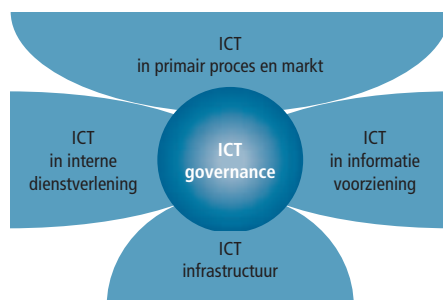 ICT
in primair proces en markt
ICT
in interne
dienstverlening
ICT
governance
ICT
in informatie
voorziening
ICT
infrastructuur